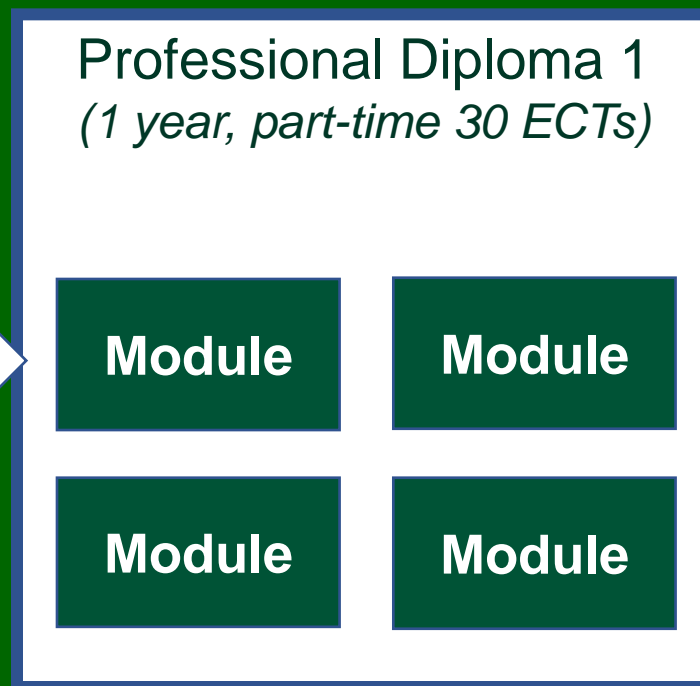 Professional Diploma 1
(1 year, part-time 30 ECTs)
Module
Module
Module
Module